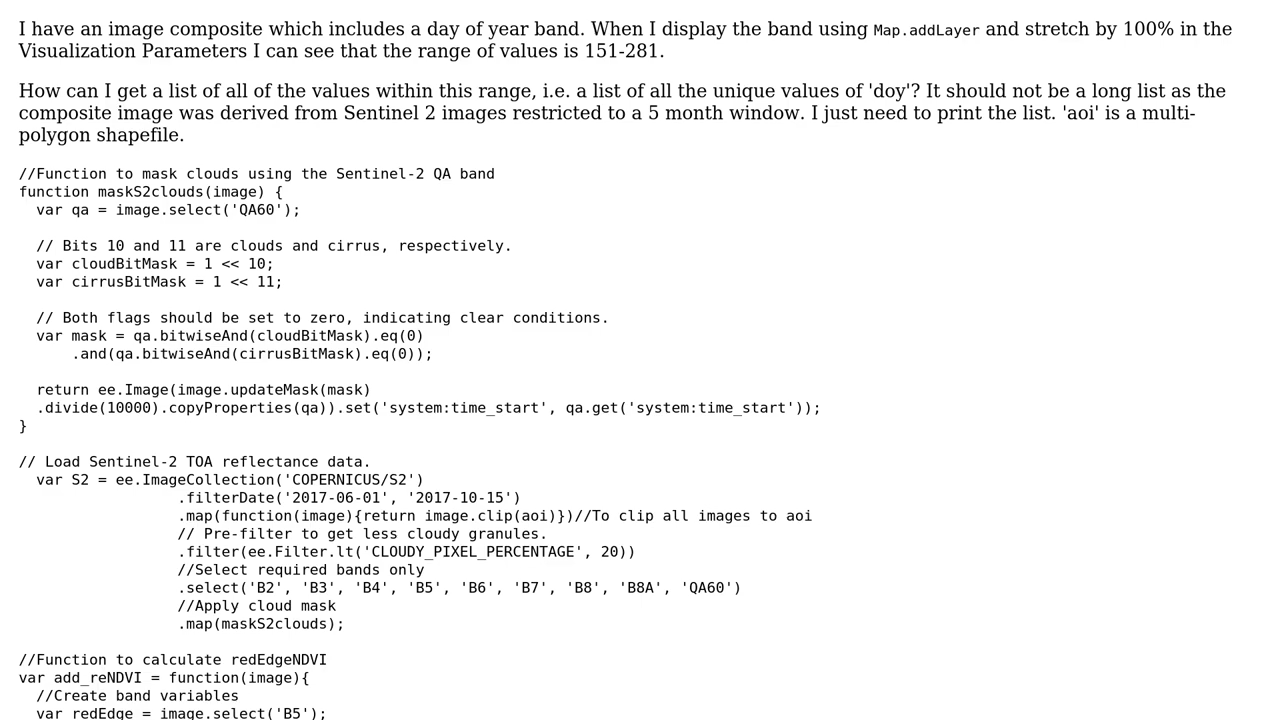 I have an image composite which includes a day of year band. When I display the band using Map.addLayer and stretch by 100% in the
Visualization Parameters I can see that the range of values is 151-281.
How can I get a list of all of the values within this range, i.e. a list of all the unique values of 'doy'? It should not be a long list as the
composite image was derived from Sentinel 2 images restricted to a 5 month window. I just need to print the list. 'aoi' is a multi-
polygon shapefile.
//Function to mask clouds using the Sentinel-2 QA band
function maskS2clouds(image) {
  var qa = image.select('QA60');
  // Bits 10 and 11 are clouds and cirrus, respectively.
  var cloudBitMask = 1 << 10;
  var cirrusBitMask = 1 << 11;
  // Both flags should be set to zero, indicating clear conditions.
  var mask = qa.bitwiseAnd(cloudBitMask).eq(0)
      .and(qa.bitwiseAnd(cirrusBitMask).eq(0));
  return ee.Image(image.updateMask(mask)
  .divide(10000).copyProperties(qa)).set('system:time_start', qa.get('system:time_start'));
}
// Load Sentinel-2 TOA reflectance data.
  var S2 = ee.ImageCollection('COPERNICUS/S2')
                  .filterDate('2017-06-01', '2017-10-15')
                  .map(function(image){return image.clip(aoi)})//To clip all images to aoi
                  // Pre-filter to get less cloudy granules.
                  .filter(ee.Filter.lt('CLOUDY_PIXEL_PERCENTAGE', 20))
                  //Select required bands only
                  .select('B2', 'B3', 'B4', 'B5', 'B6', 'B7', 'B8', 'B8A', 'QA60')
                  //Apply cloud mask
                  .map(maskS2clouds);
//Function to calculate redEdgeNDVI
var add_reNDVI = function(image){
  //Create band variables
  var redEdge = image.select('B5');